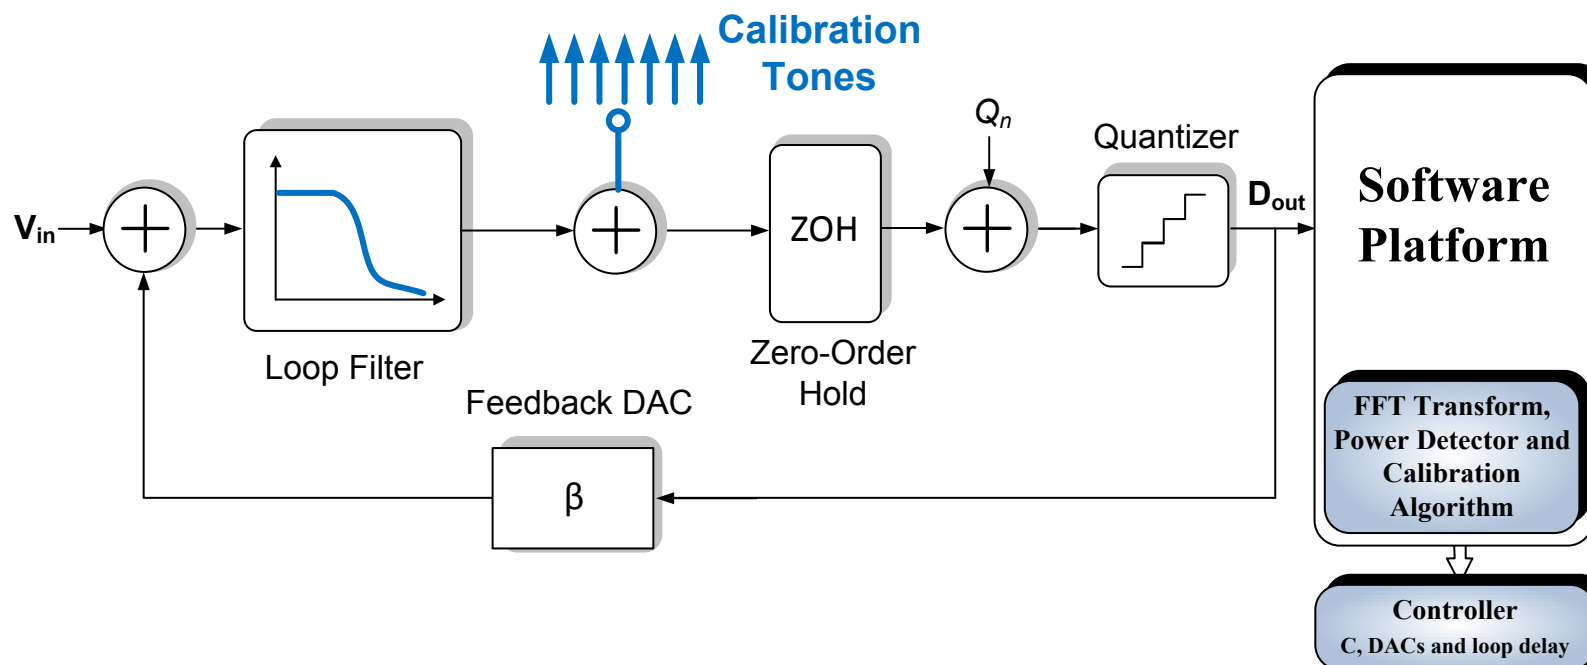 Calibration
Tones
Qn
Quantizer
Vin
ZOH
Dout
Software
Platform
Loop Filter
Zero-Order
Hold
Feedback DAC
β
FFT Transform,
Power Detector and
Calibration
Algorithm
Controller
C, DACs and loop delay